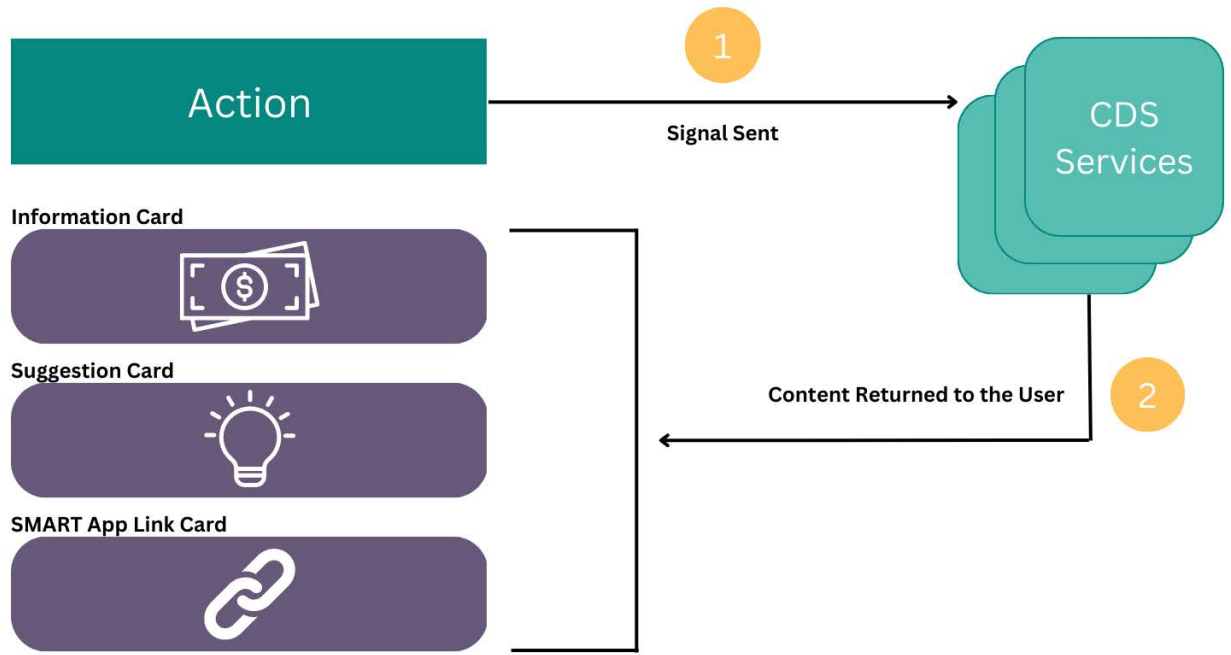 Action
1
Signal Sent
CDS
Services
Information Card
$
Suggestion Card
Content Returned to the User
2
SMART App Link Card